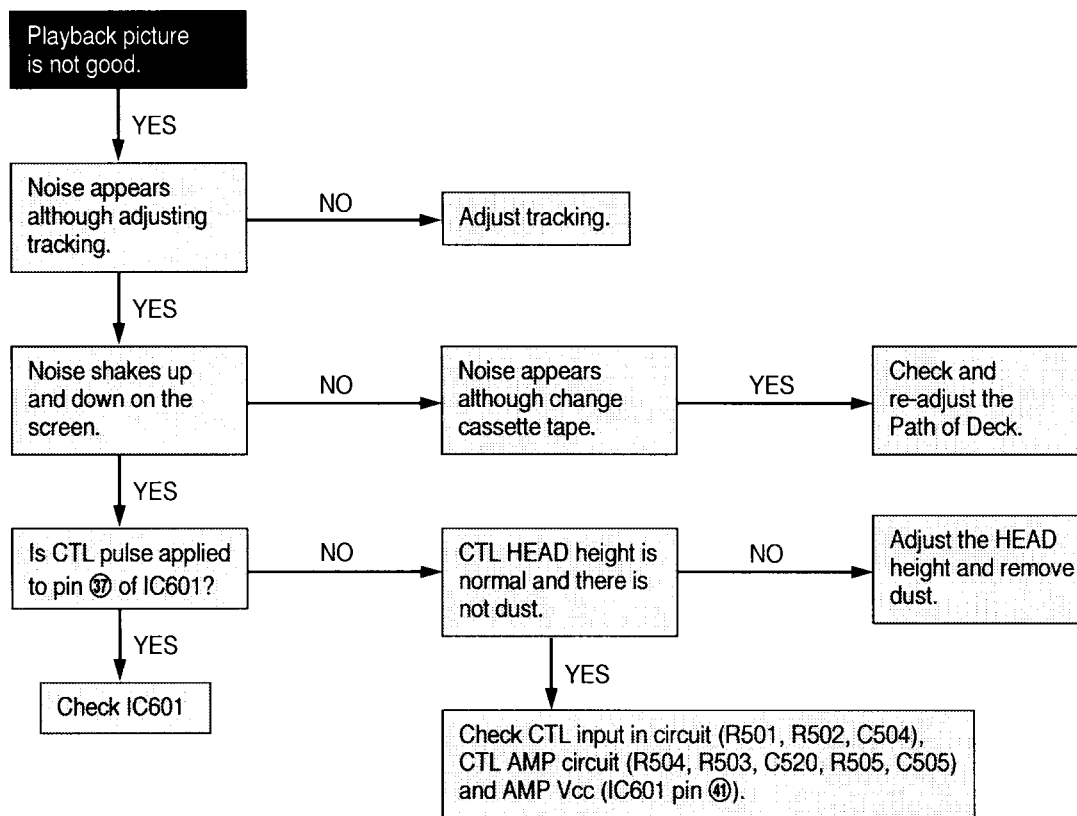 Playback picture
is not good.
YES
Noise appears
although adjusting
tracking.
NO
Adjust tracking.
YES
Noise shakes up
and down on the
screen.
NO
Noise appears
although change
cassette tape.
YES
Check and
re-adjust the
Path of Deck.
YES
Is CTL pulse applied
to pin ㊲ of IC601?
NO
CTL HEAD height is
normal and there is
not dust.
NO
Adjust the HEAD
height and remove
dust.
YES
Check IC601
YES
Check CTL input in circuit (R501, R502, C504),
CTL AMP circuit (R504, R503, C520, R505, C505)
and AMP Vcc (IC601 pin ㊶).